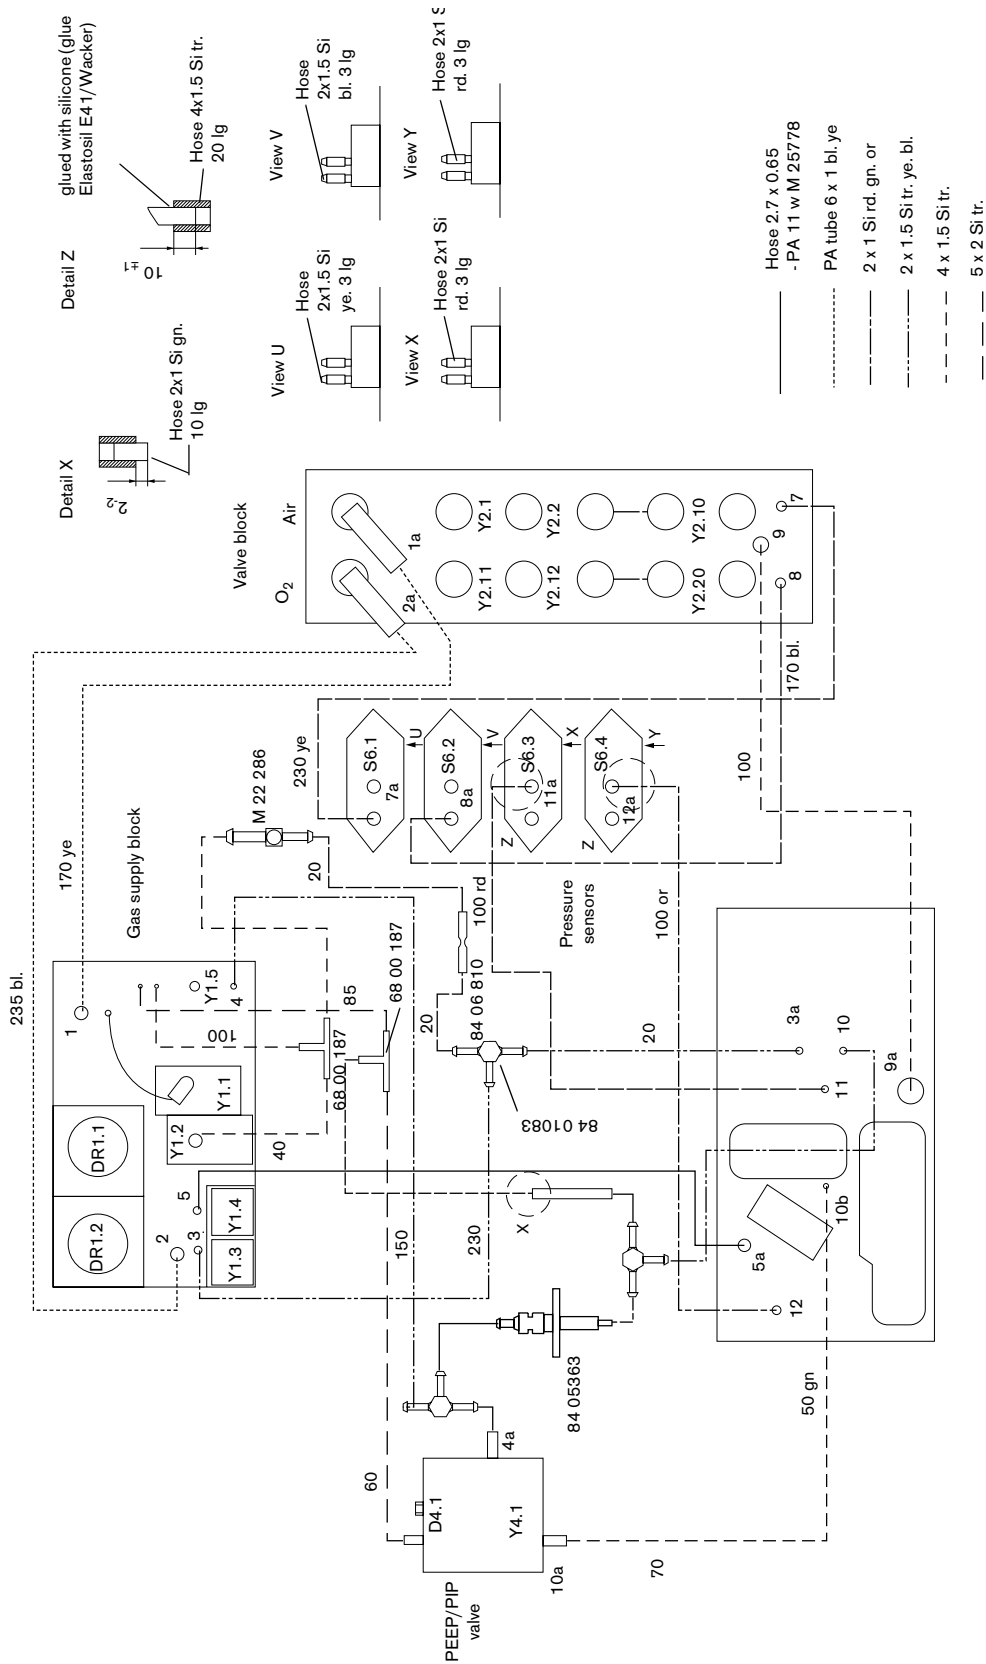 glued with silicone (glue
Elastosil E41/Wacker)
Detail Z
Hose 4x1.5 Si tr.
20 lg
10 ±1
Detail X
Hose 2x1 Si gn.
10 lg
2-2
View V
Hose
2x1.5 Si
bl. 3 lg
View Y
Hose 2x1 S
rd. 3 lg
View U
Hose
2x1.5 Si
ye. 3 lg
View X
Hose 2x1 Si
rd. 3 lg
Hose 2.7 x 0.65
- PA 11 w M 25778
PA tube 6 x 1 bl. ye
2 x 1 Si rd. gn. or
2 x 1.5 Si tr. ye. bl.
4 x 1.5 Si tr.
5 x 2 Si tr.
Valve block
O2
Air
2a
1a
Y2.11
Y2.1
Y2.12
Y2.2
Y2.20
Y2.10
8
9
7
235 bl.
170 ye
230 ye
170 bl.
100
Gas supply block
M 22 286
20
S6.1
7a
U
S6.2
8a
V
S6.3
11a
X
Z
S6.4
12a
Y
Z
Pressure
sensors
100 rd
100 or
DR1.2
DR1.1
1
2
3
5
Y1.3
Y1.4
Y1.2
Y1.1
Y1.5
4
40
100
85
68 00 187
68 00 187
20
84 06 810
84 01083
20
150
230
X
60
84 05363
PEEP/PIP
valve
D4.1
Y4.1
4a
10a
70
50 gn
12
5a
10b
11
3a
10
9a